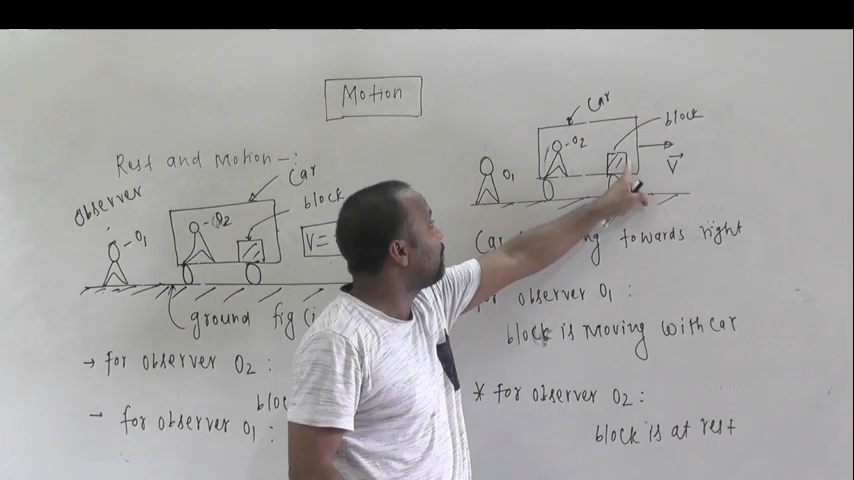 Motion
Rest and Motion -:
observer
O1
O2
Car
block
V=
ground fig (i
→ for observer O2 :
bloc
→ for observer O1 :
Car
block
O1
O2
V
Car towards right
for observer O1 :
block is moving with car
* for observer O2 :
block is at rest